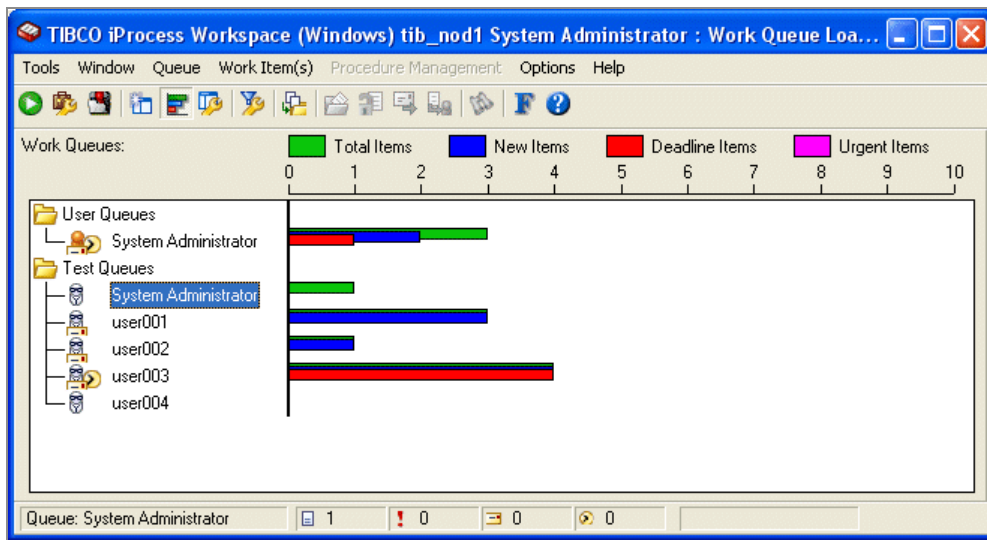 TIBCO iProcess Workspace (Windows) tib_nod1 System Administrator : Work Queue Loa...
Tools Window Queue Work Item(s) Procedure Management Options Help
F ?
Work Queues: Total Items New Items Deadline Items Urgent Items
0 1 2 3 4 5 6 7 8 9 10
User Queues
System Administrator
Test Queues
System Administrator
user001
user002
user003
user004
Queue: System Administrator 1 ! 0 0 0